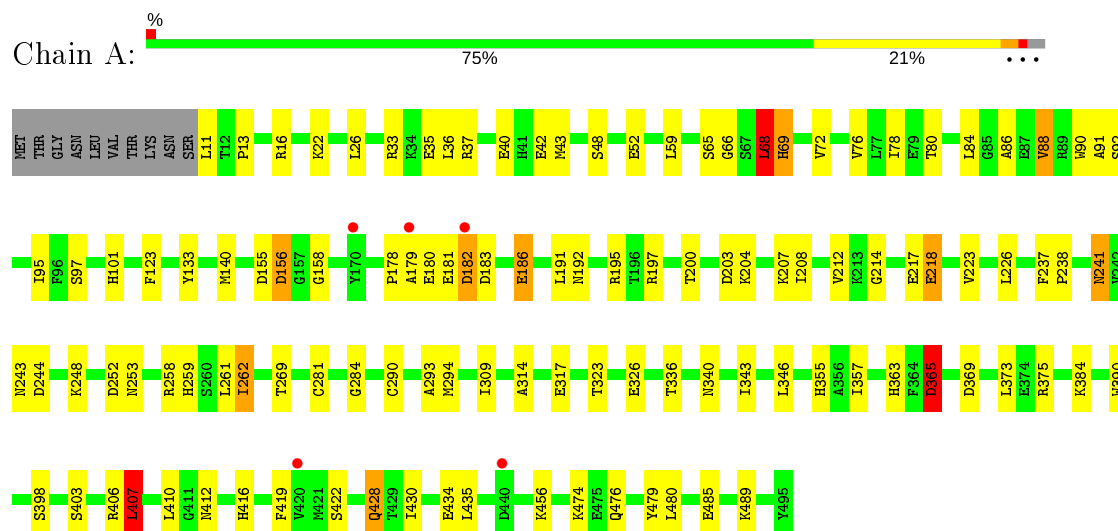 Chain A:
%
75%
21%
MET THR GLY ASN LEU VAL THR LYS ASN SER L11 T12 P13 R16 K22 L26 R33 K34 E35 L36 R37 E40 H41 E42 M43 S48 E52 L59 S65 G66 S67 L68 H69 V72 V76 L77 I78 E79 T80 L84 G85 A86 E87 V88 R89 W90 A91 S92
I95 F96 S97 H101 F123 Y133 M140 D155 D156 G157 G158 Y170 P178 A179 E180 E181 D182 D183 E186 L191 N192 R195 T196 R197 T200 D203 K204 K207 I208 V212 K213 G214 E217 E218 V223 L226 F237 P238 N241 V242
N243 D244 K248 D252 N253 R258 H259 S260 L261 I262 T269 C281 G284 C290 A293 M294 I309 A314 E317 T323 E326 T336 N340 I343 L346 H355 A356 I357 H363 F364 D365 D369 L373 E374 R375 K384 W390
S398 S403 R406 L407 L410 G411 N412 H416 F419 V420 M421 S422 Q428 T429 I430 E434 L435 D440 K456 K474 E475 Q476 Y479 L480 E485 K489 Y495